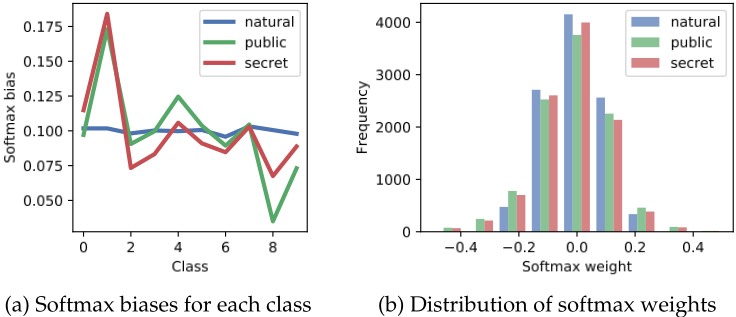 0.175
0.150
0.125
0.100
0.075
0.050
Softmax bias
natural
public
secret
0 2 4 6 8
Class
(a) Softmax biases for each class
4000
3000
2000
1000
0
Frequency
natural
public
secret
−0.4 −0.2 0.0 0.2 0.4
Softmax weight
(b) Distribution of softmax weights